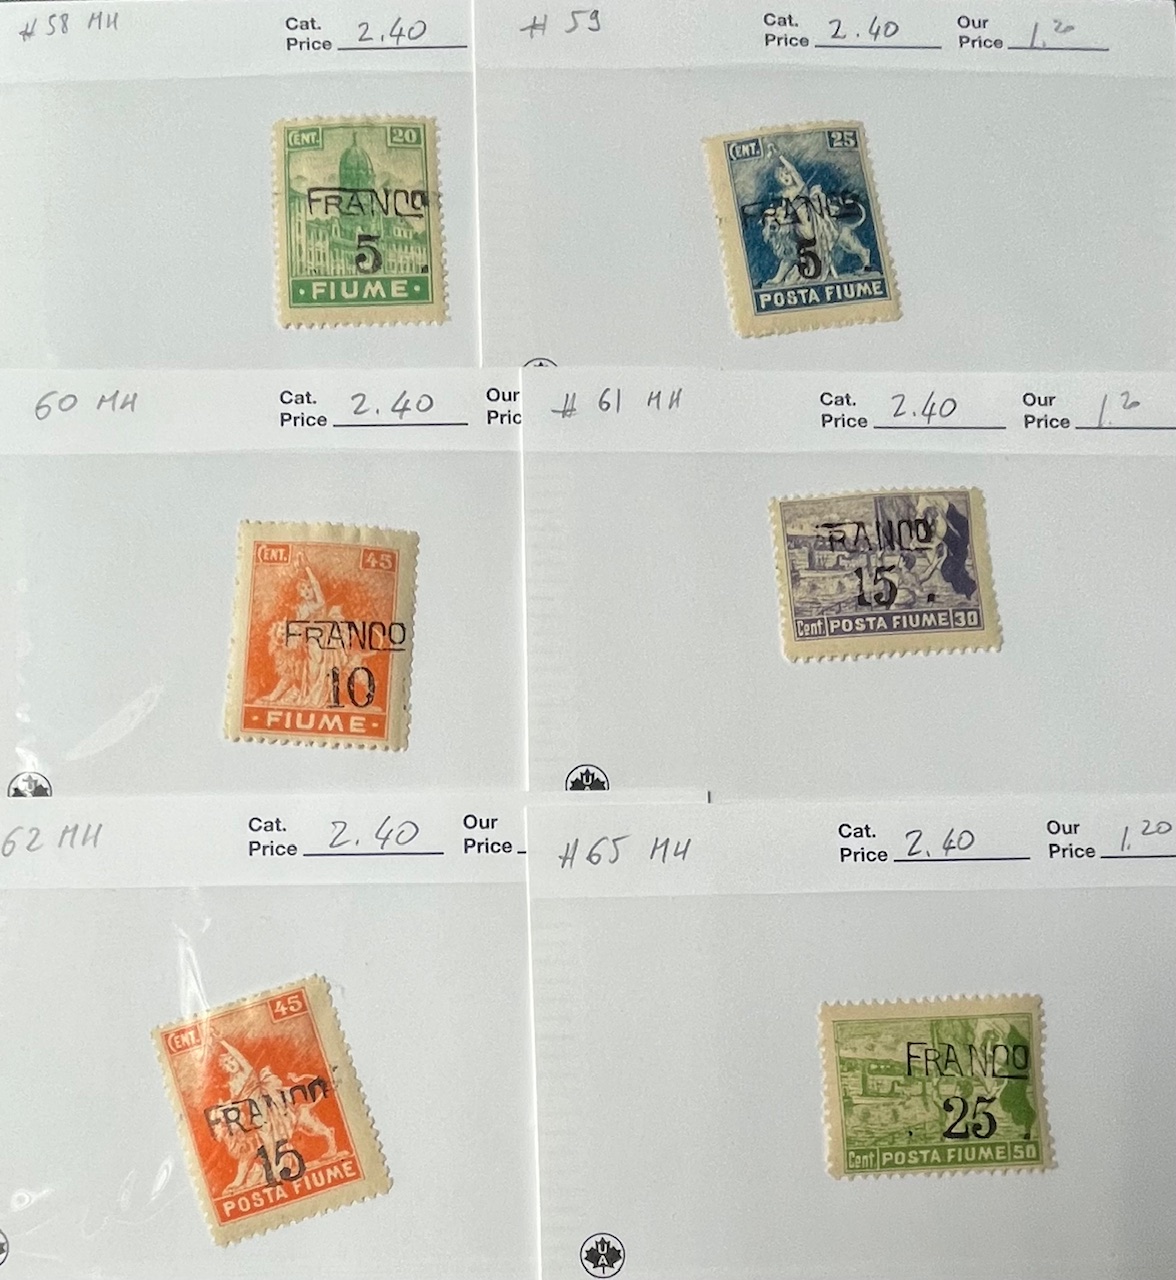 # 58 MH
Cat.
Price 2.40
CENT. 20
FRANCO
5
· FIUME ·
# 59
Cat. Our
Price 2.40 Price 1.20
CENT. 25
FRANCO
5
POSTA FIUME
60 MH
Cat. Our
Price 2.40 Pric
CENT. 45
FRANCO
10
· FIUME ·
# 61 MH
Cat. Our
Price 2.40 Price 1.20
FRANCO
15
Cent. POSTA FIUME 30
62 MH
Cat. Our
Price 2.40 Price
CENT. 45
FRANCO
15
POSTA FIUME
# 65 MH
Cat. Our
Price 2.40 Price 1.20
FRANCO
25
Cent. POSTA FIUME 50
U
A